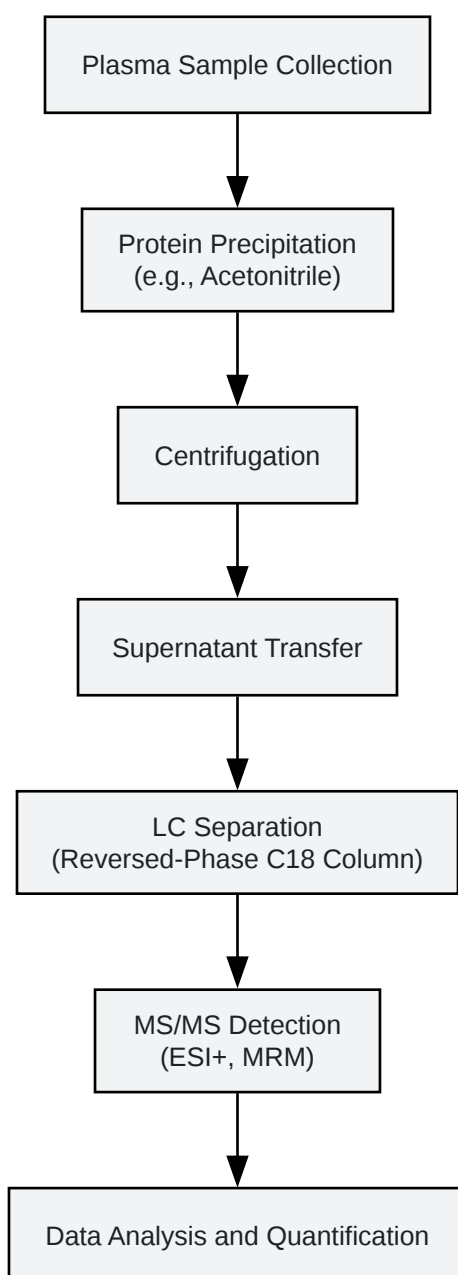 Plasma Sample Collection
Protein Precipitation
(e.g., Acetonitrile)
Centrifugation
Supernatant Transfer
LC Separation
(Reversed-Phase C18 Column)
MS/MS Detection
(ESI+, MRM)
Data Analysis and Quantification